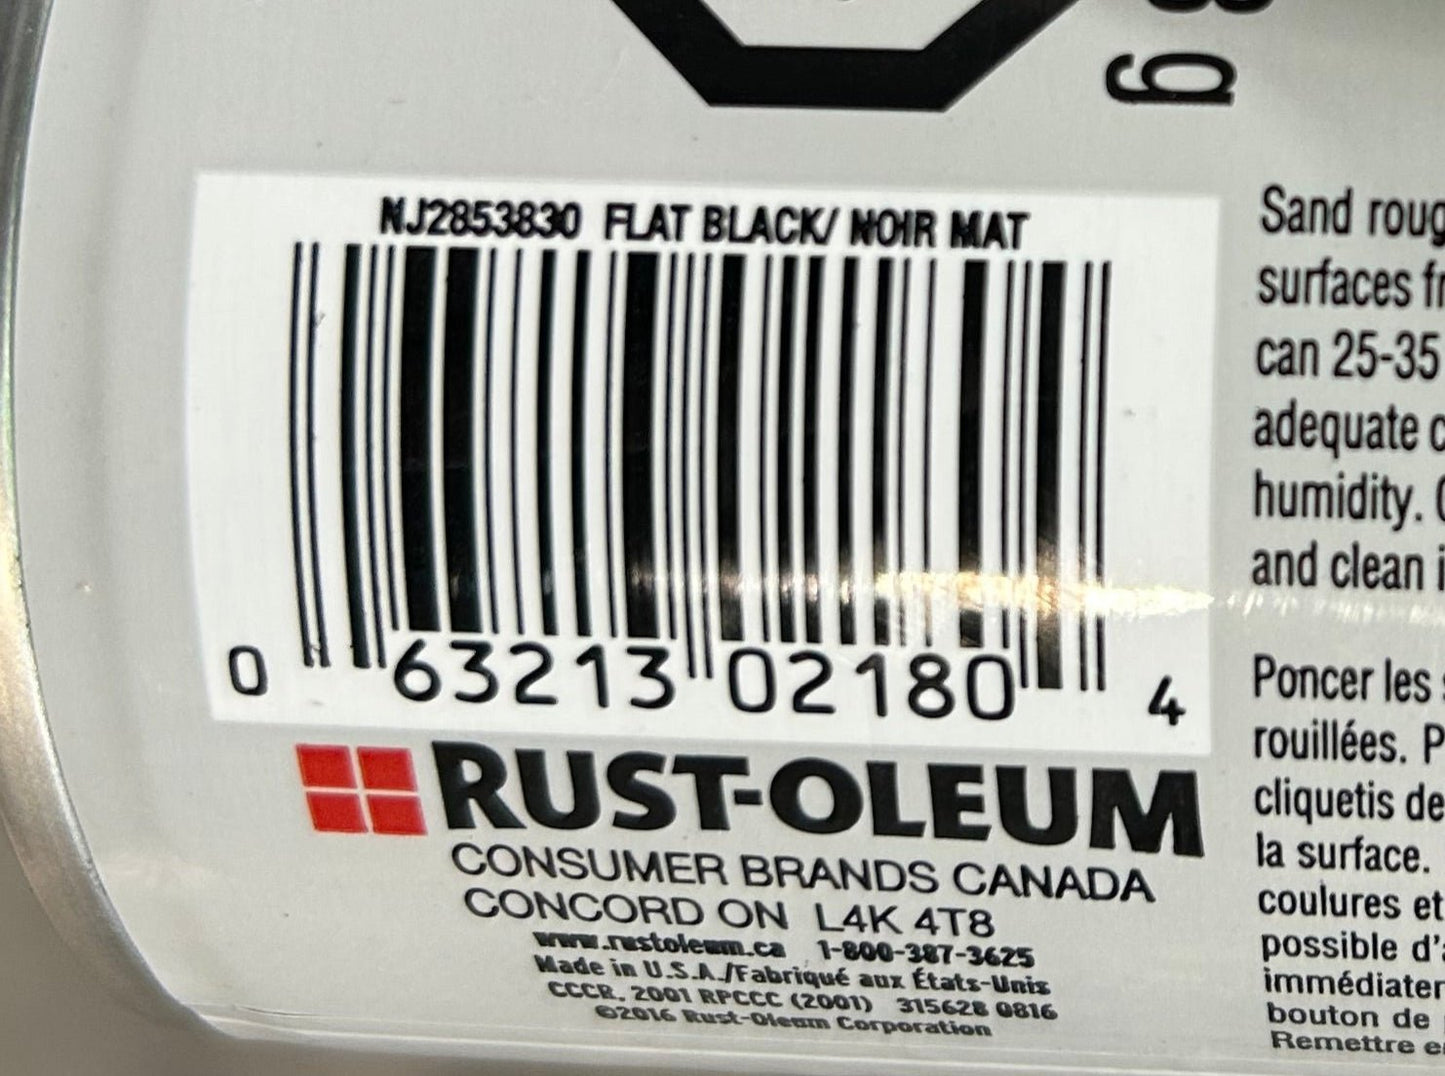 g
NJ2853830 FLAT BLACK/ NOIR MAT
0 63213 02180 4
RUST-OLEUM
CONSUMER BRANDS CANADA
CONCORD ON L4K 4T8
www.rustoleum.ca 1-800-387-3625
Made in U.S.A./Fabriqué aux États-Unis
CCCR. 2001 RPCCC (2001) 315628 0816
©2016 Rust-Oleum Corporation
Sand
surfaces
can 25-35
adequate
humidity.
and clean
Poncer les
rouillées.
cliquetis de
la surface.
coulures et
possible
bouton de
Remettre